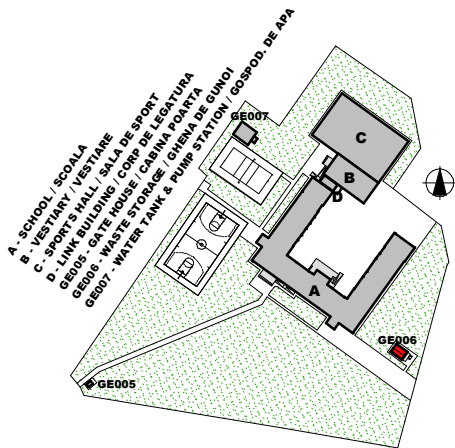 A - SCHOOL / SCOALA
B - VESTIARY / VESTIARE
C - SPORTS HALL / SALA DE SPORT
D - LINK BUILDING / CORP DE LEGATURA
GE005 - GATE HOUSE / CABINA POARTA
GE006 - WASTE STORAGE / GHENA DE GUNOI
GE007 - WATER TANK & PUMP STATION / GOSPOD. DE APA
GE007
C
B
D
A
GE006
GE005